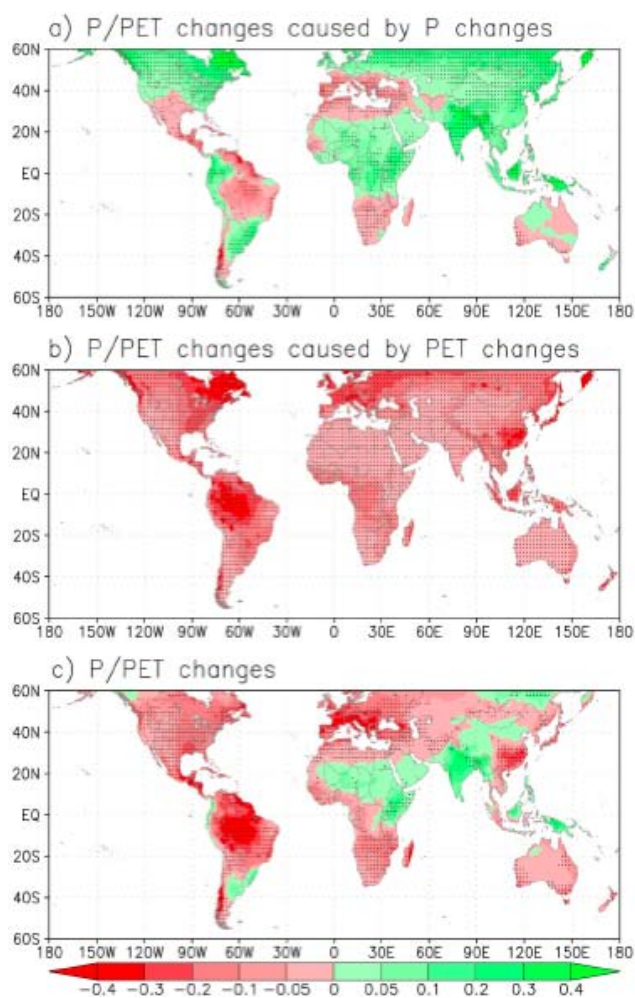 a) P/PET changes caused by P changes
60N
40N
20N
EQ
20S
40S
60S
180 150W 120W 90W 60W 30W 0 30E 60E 90E 120E 150E 180
b) P/PET changes caused by PET changes
60N
40N
20N
EQ
20S
40S
60S
180 150W 120W 90W 60W 30W 0 30E 60E 90E 120E 150E 180
c) P/PET changes
60N
40N
20N
EQ
20S
40S
60S
180 150W 120W 90W 60W 30W 0 30E 60E 90E 120E 150E 180
-0.4 -0.3 -0.2 -0.1 -0.05 0 0.05 0.1 0.2 0.3 0.4